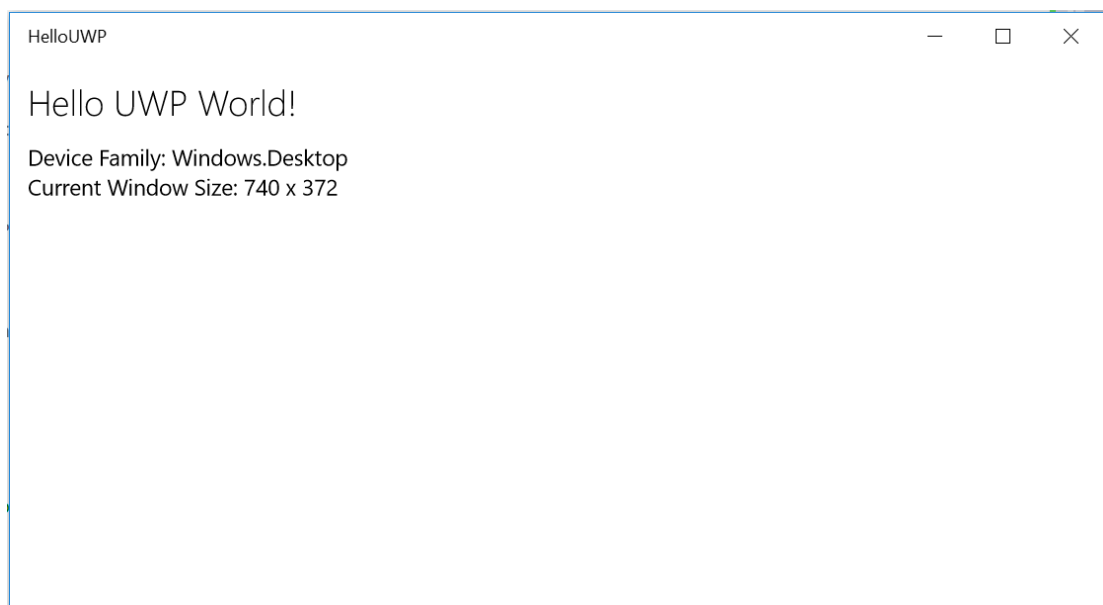 HelloUWP
Hello UWP World!
Device Family: Windows.Desktop
Current Window Size: 740 x 372